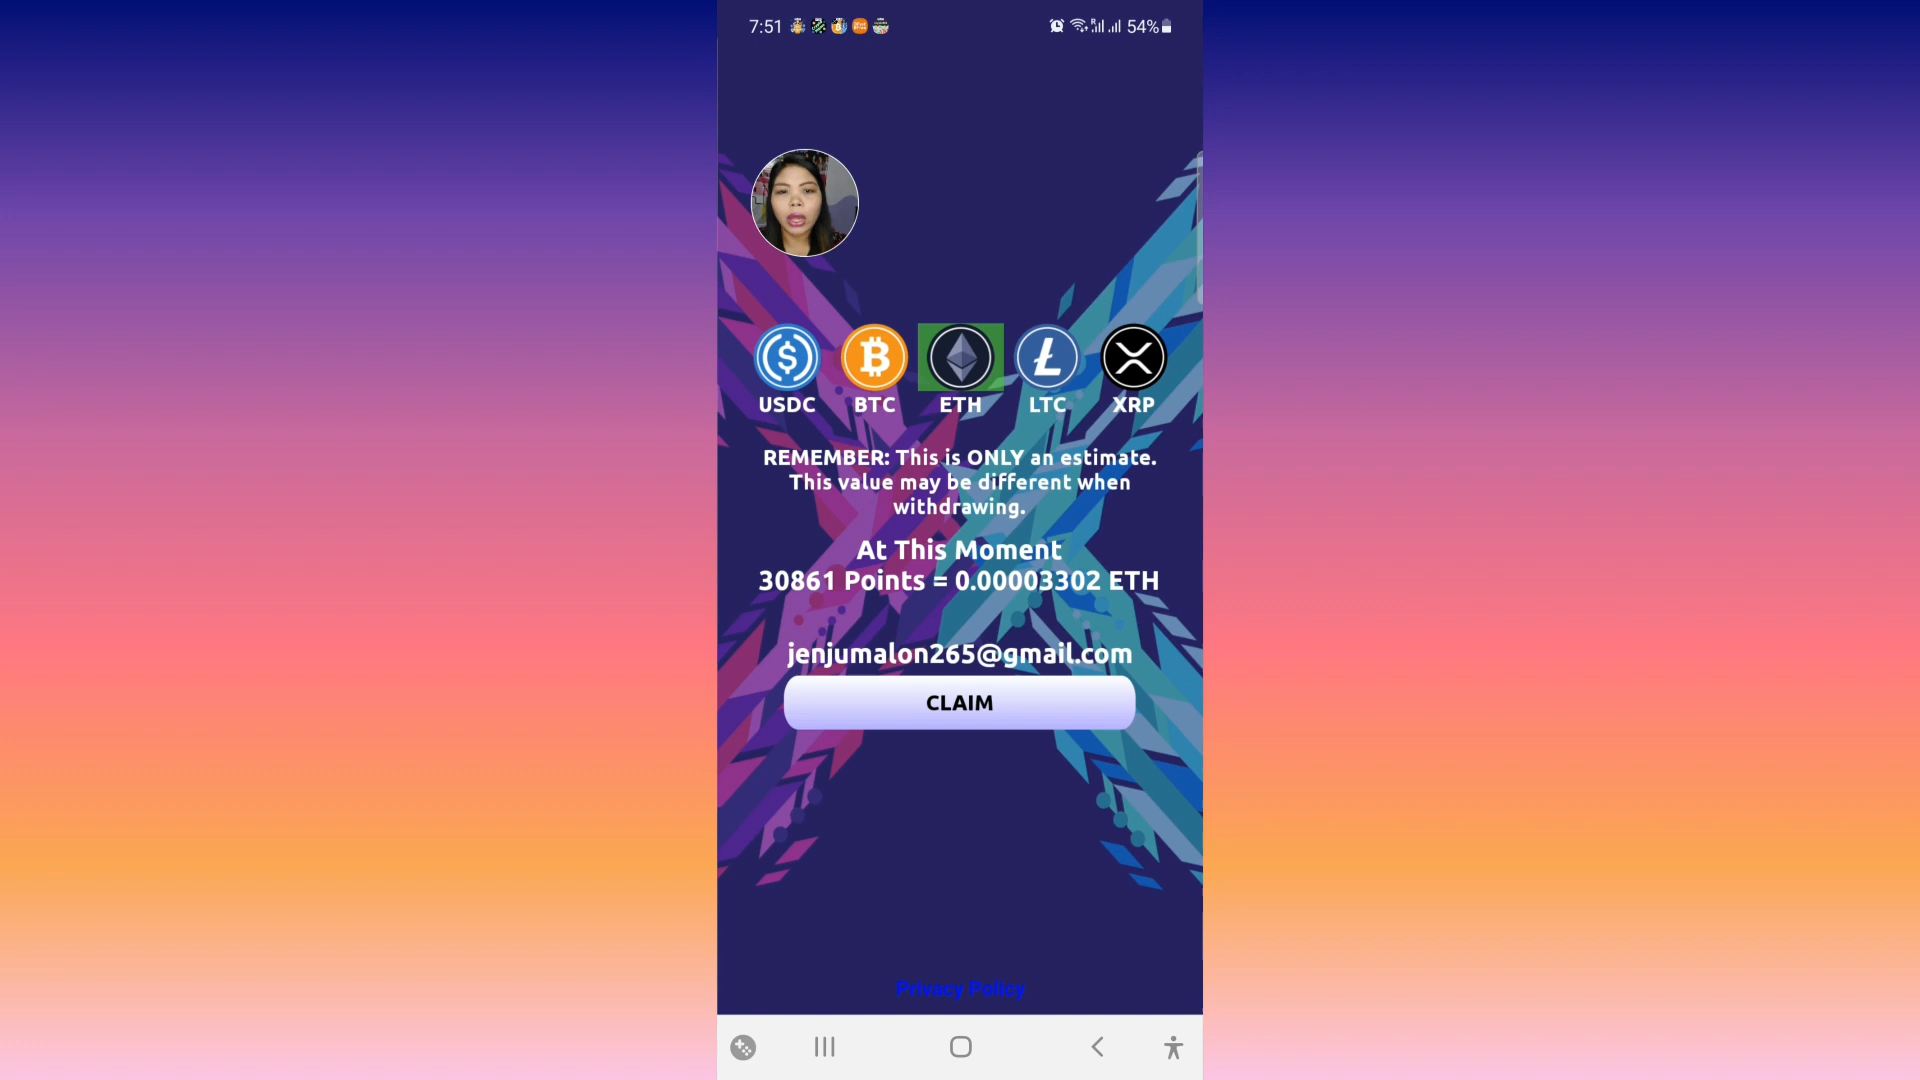 7:51
54%
USDC BTC ETH LTC XRP
REMEMBER: This is ONLY an estimate.
This value may be different when
withdrawing.
At This Moment
30861 Points = 0.00003302 ETH
jenjumalon265@gmail.com
CLAIM
Privacy Policy